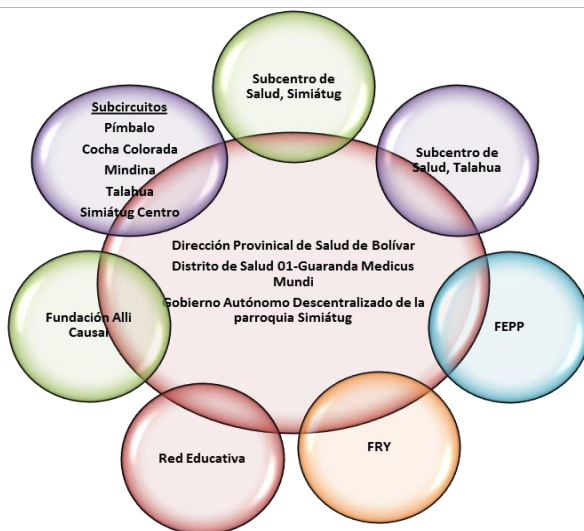 Subcentro de
Salud, Simiátug
Subcircuitos
Pímbalo
Cocha Colorada
Mindina
Talahua
Simiátug Centro
Subcentro de
Salud, Talahua
Dirección Provinical de Salud de Bolívar
Distrito de Salud 01-Guaranda Medicus
Mundi
Gobierno Autónomo Descentralizado de la
parroquia Simiátug
Fundación Alli
Causai
FEPP
Red Educativa
FRY